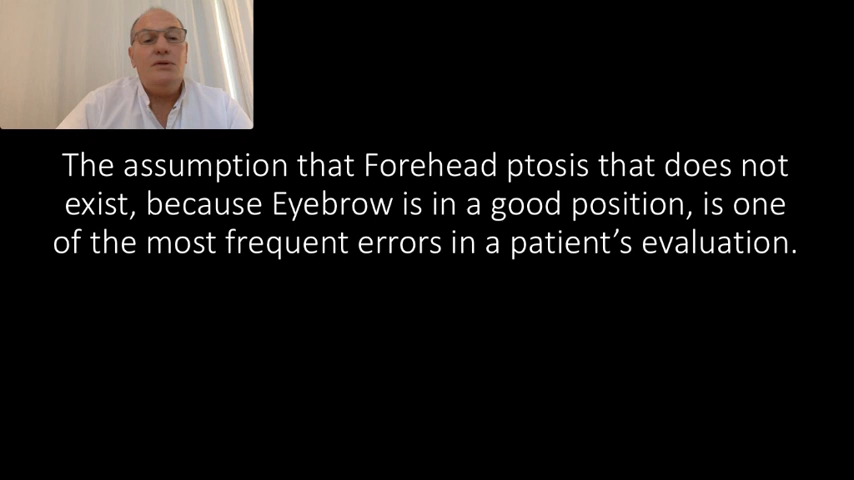 The assumption that Forehead ptosis that does not
exist, because Eyebrow is in a good position, is one
of the most frequent errors in a patient’s evaluation.